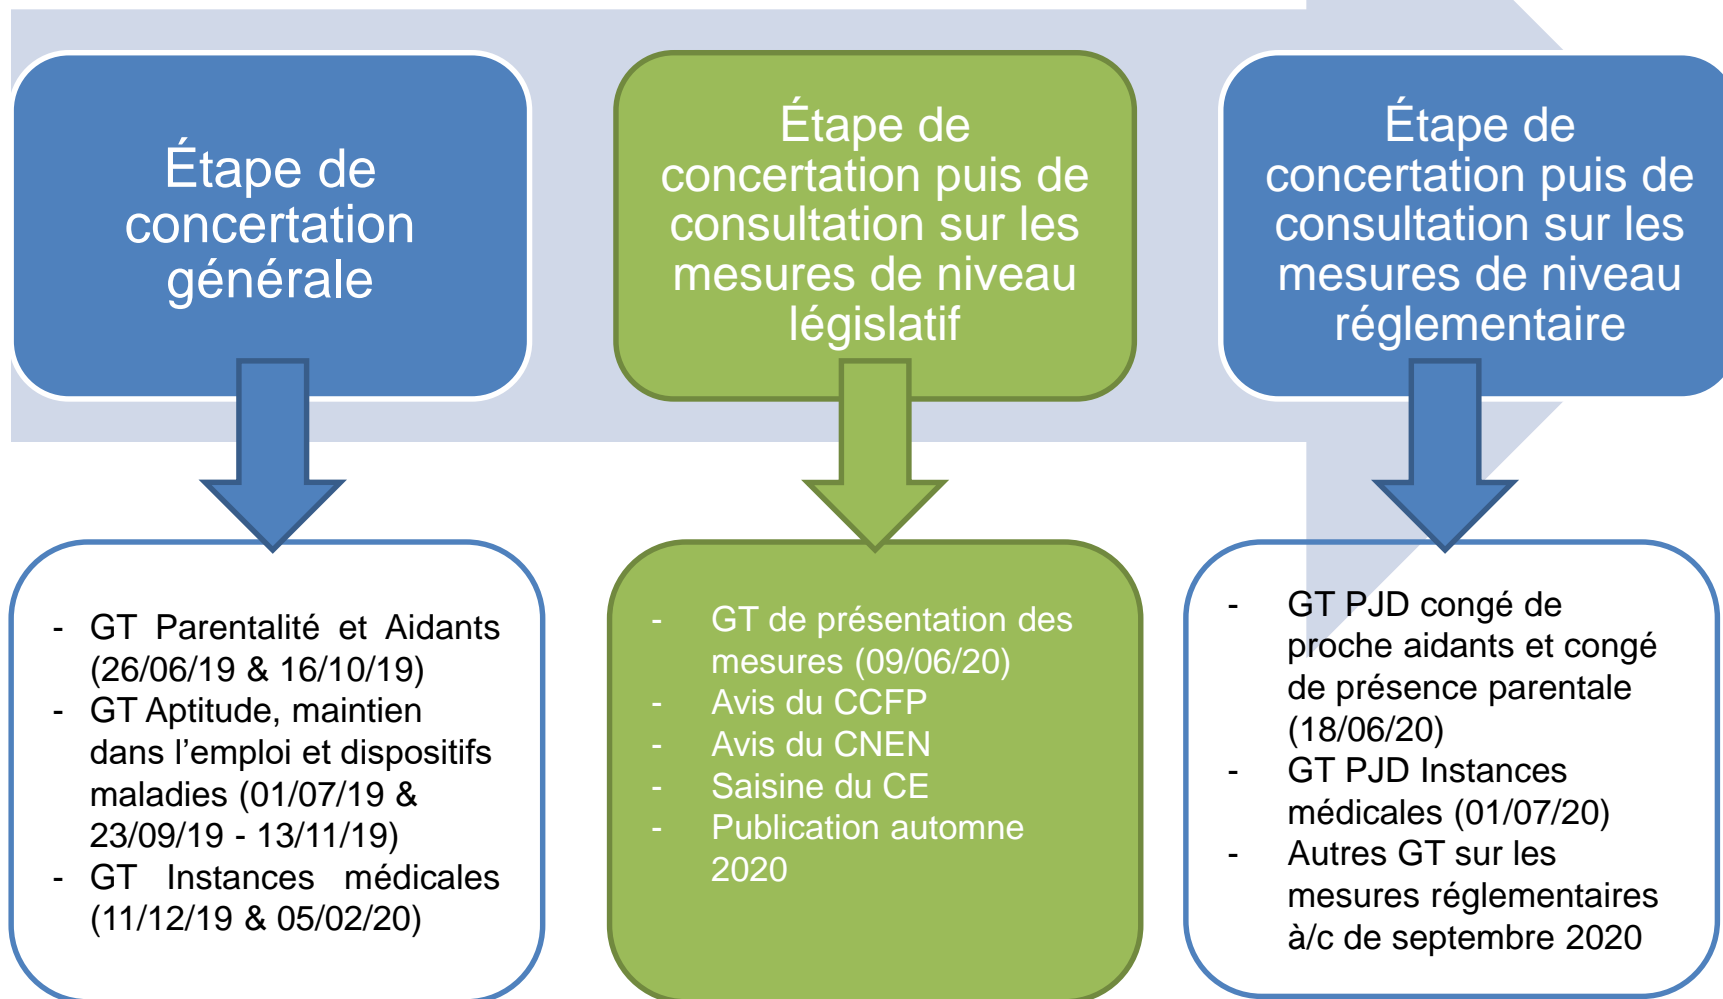 Étape de
concertation
générale
Étape de
concertation puis de
consultation sur les
mesures de niveau
législatif
Étape de
concertation puis de
consultation sur les
mesures de niveau
réglementaire
- GT Parentalité et Aidants
(26/06/19 & 16/10/19)
- GT Aptitude, maintien
dans l’emploi et dispositifs
maladies (01/07/19 &
23/09/19 - 13/11/19)
- GT Instances médicales
(11/12/19 & 05/02/20)
- GT de présentation des
mesures (09/06/20)
- Avis du CCFP
- Avis du CNEN
- Saisine du CE
- Publication automne
2020
- GT PJD congé de
proche aidants et congé
de présence parentale
(18/06/20)
- GT PJD Instances
médicales (01/07/20)
- Autres GT sur les
mesures réglementaires
à/c de septembre 2020